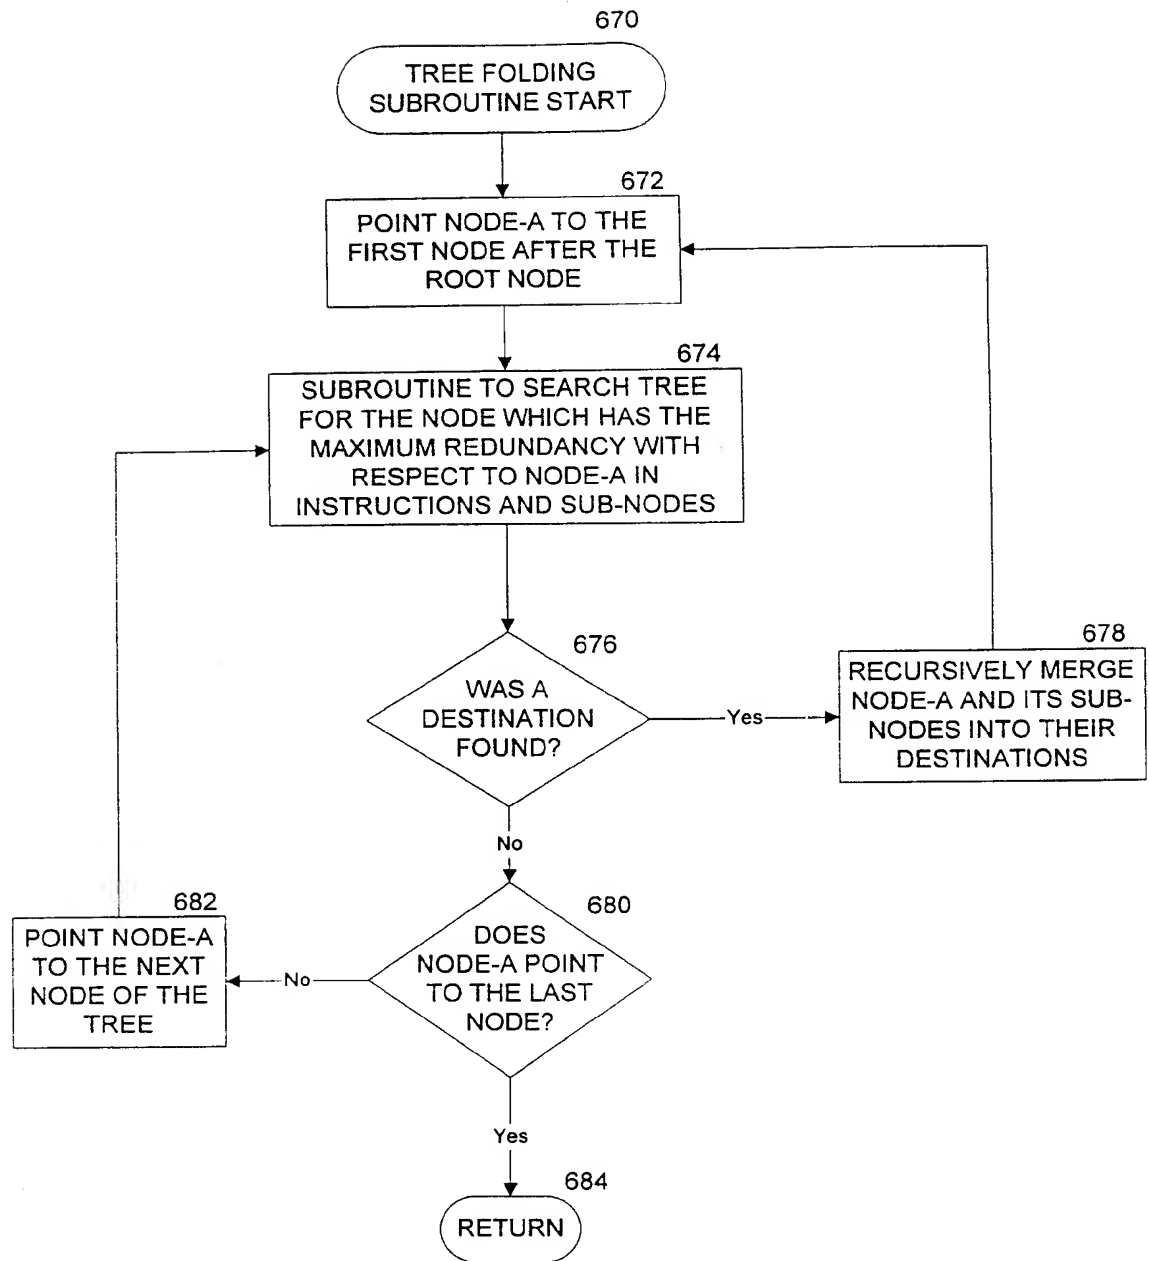 670
TREE FOLDING
SUBROUTINE START
672
POINT NODE-A TO THE
FIRST NODE AFTER THE
ROOT NODE
674
SUBROUTINE TO SEARCH TREE
FOR THE NODE WHICH HAS THE
MAXIMUM REDUNDANCY WITH
RESPECT TO NODE-A IN
INSTRUCTIONS AND SUB-NODES
676
WAS A
DESTINATION
FOUND?
Yes
678
RECURSIVELY MERGE
NODE-A AND ITS SUB-
NODES INTO THEIR
DESTINATIONS
No
680
DOES
NODE-A POINT
TO THE LAST
NODE?
No
682
POINT NODE-A
TO THE NEXT
NODE OF THE
TREE
Yes
684
RETURN